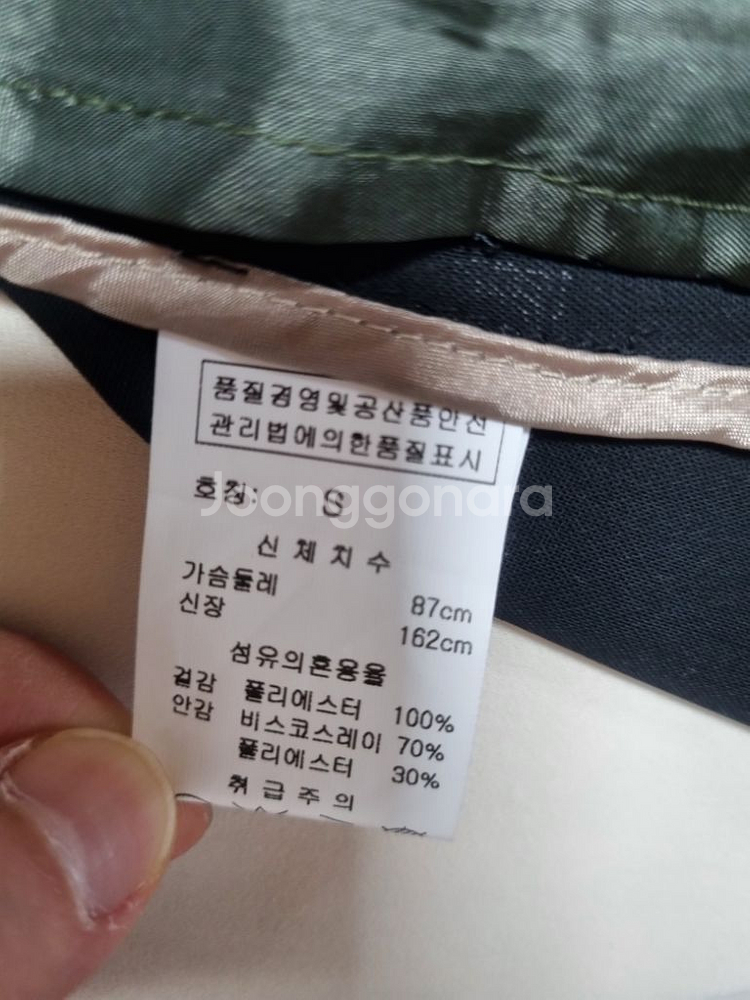 품질경영및공산품안전
관리법에의한품질표시
호칭: S
Joonggonara
신 체 치 수
가슴둘레 87cm
신장 162cm
섬유의혼용율
겉감 폴리에스터 100%
안감 비스코스레이 70%
폴리에스터 30%
취 급 주 의